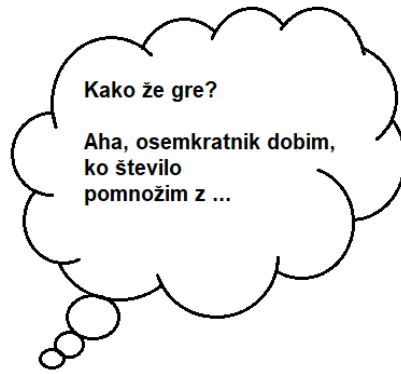 Kako že gre?
Aha, osemkratnik dobim,
ko število
pomnožim z ...